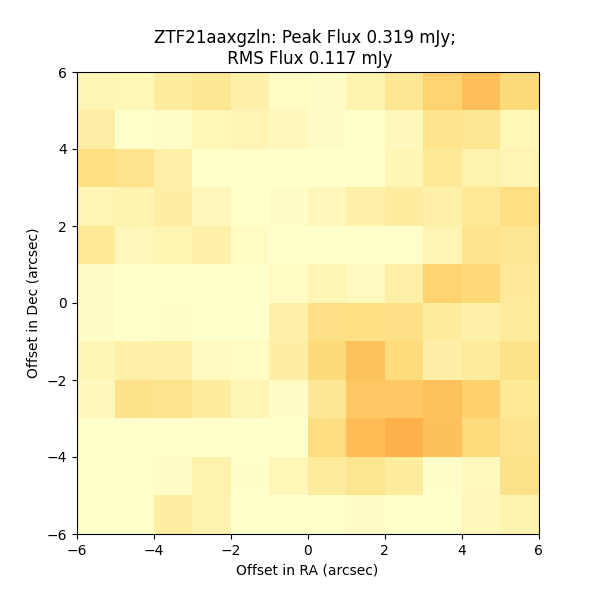 ZTF21aaxgzln: Peak Flux 0.319 mJy;
RMS Flux 0.117 mJy
6
4
2
0
−2
−4
−6
Offset in Dec (arcsec)
−6 −4 −2 0 2 4 6
Offset in RA (arcsec)